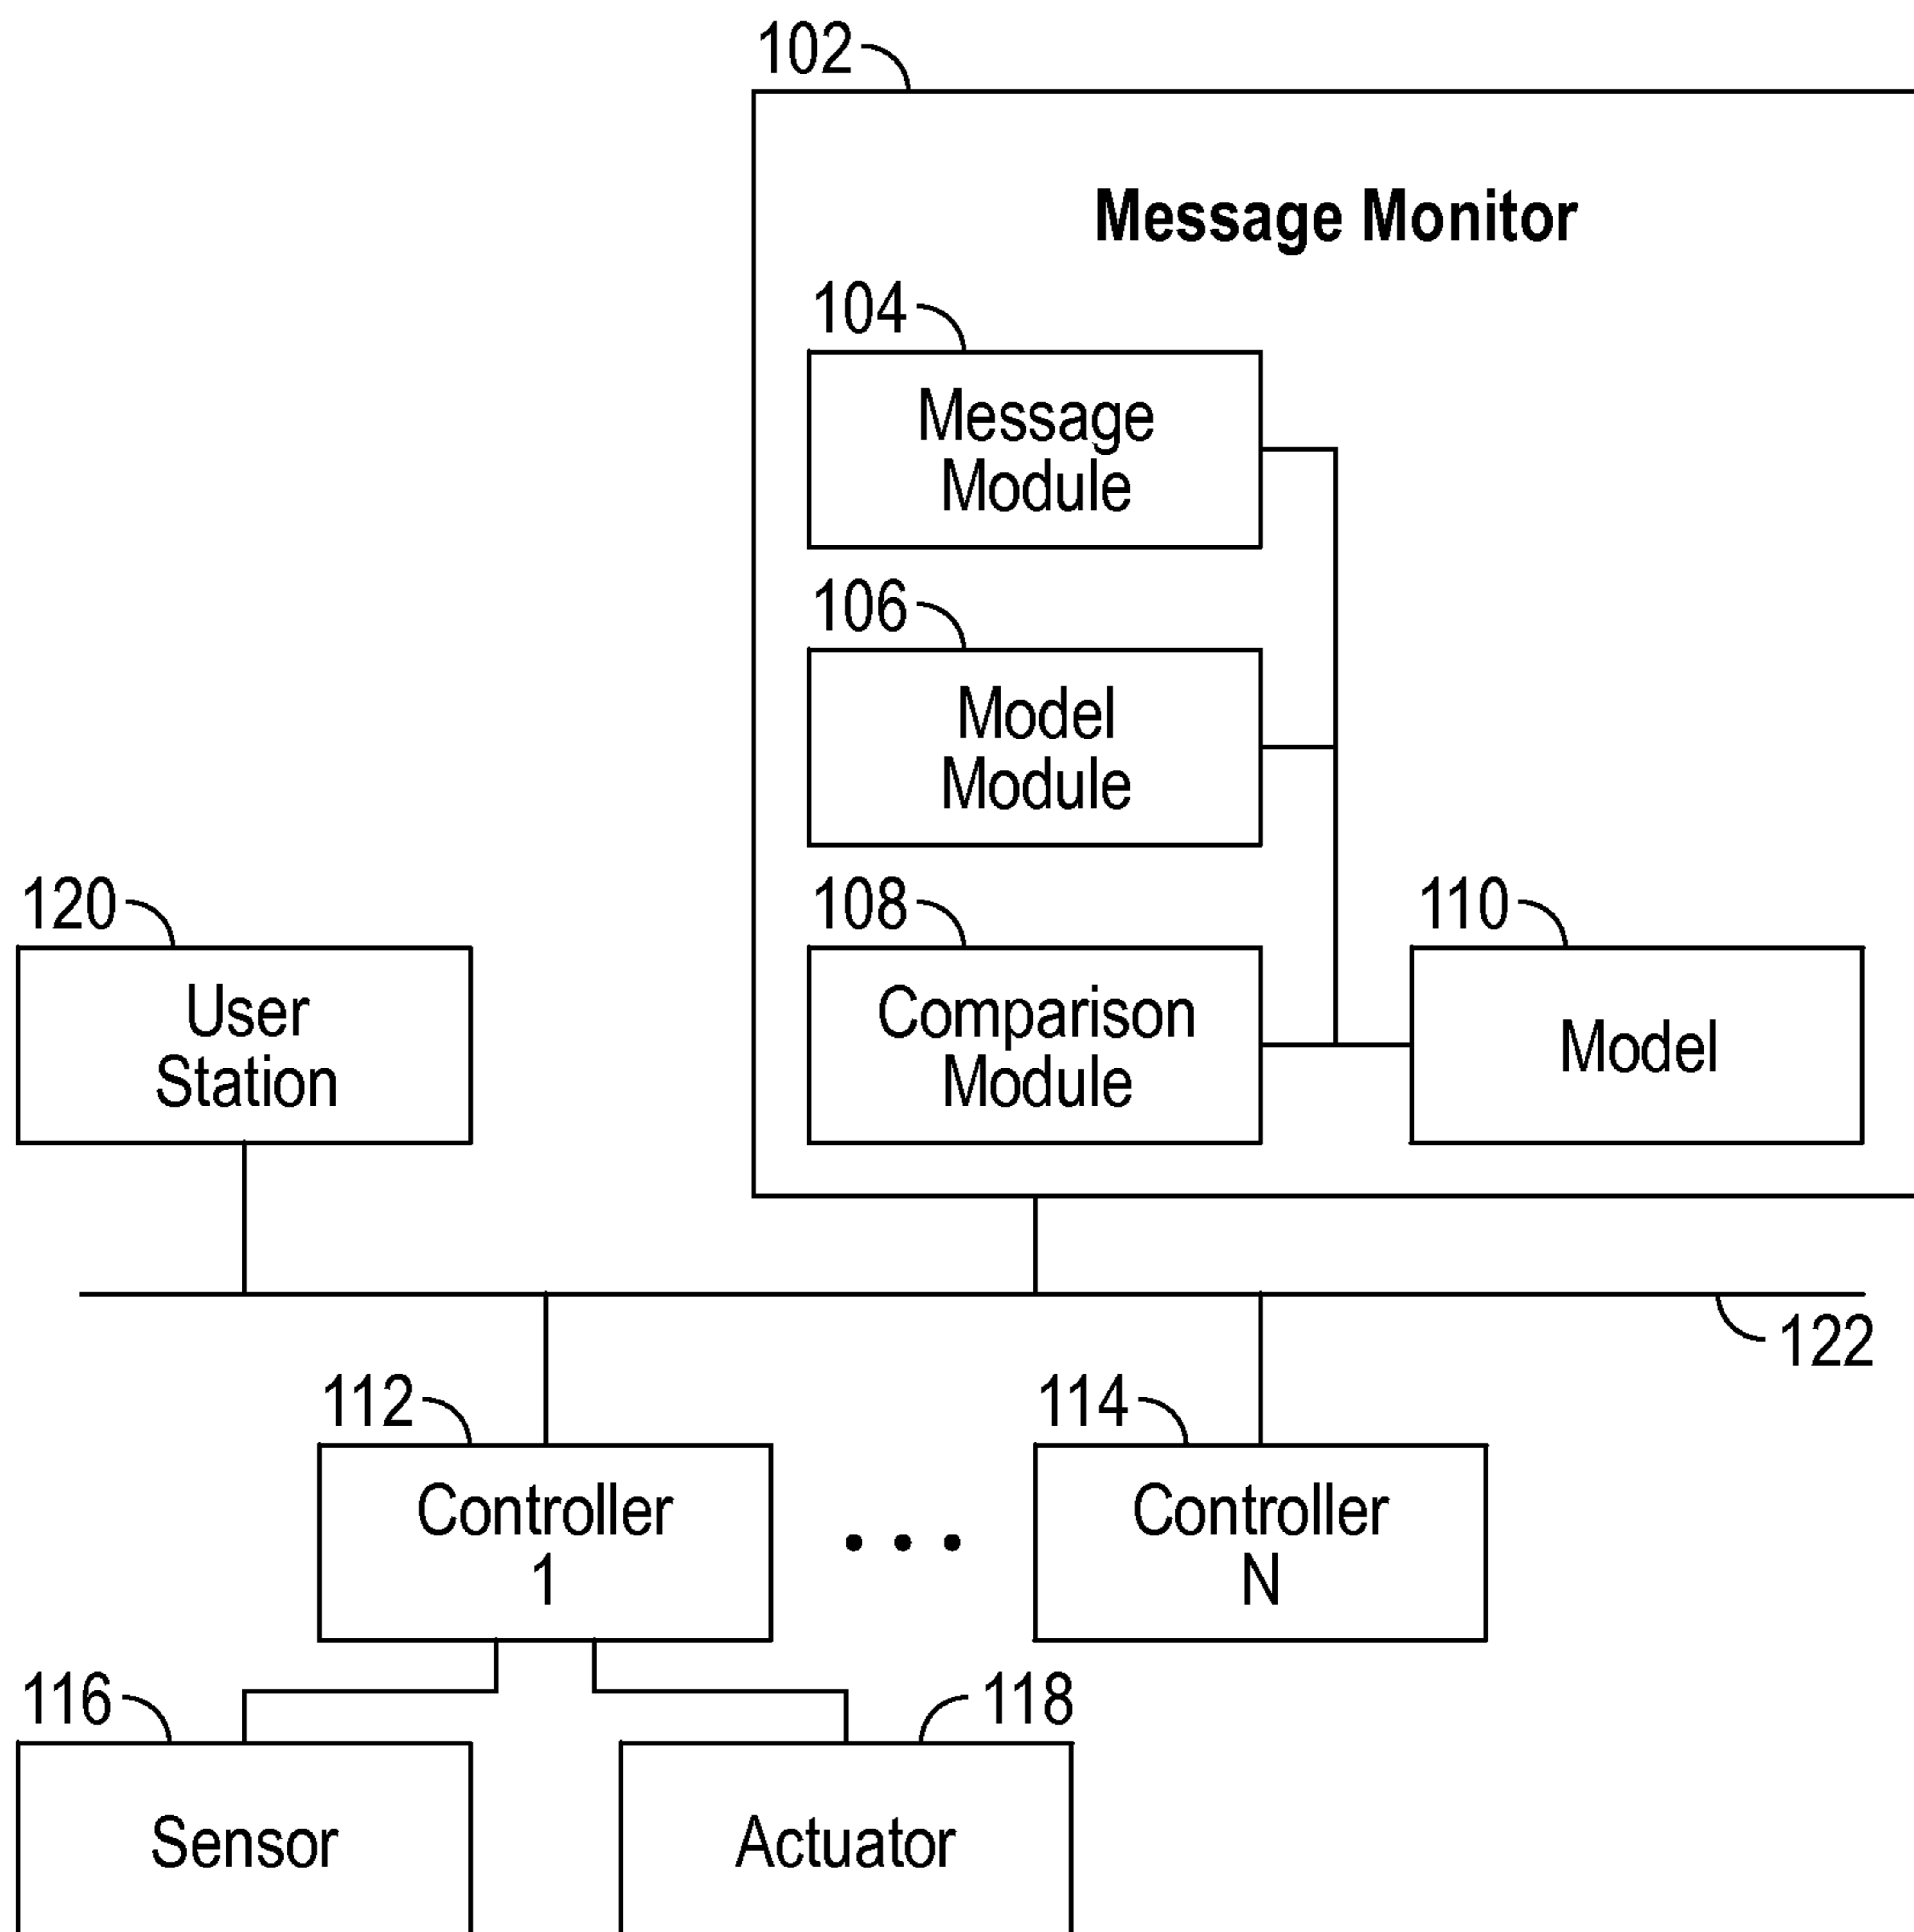 102
Message Monitor
104
Message
Module
106
Model
Module
120
108
110
User
Station
Comparison
Module
Model
122
112
114
Controller
1
Controller
N
116
118
Sensor
Actuator